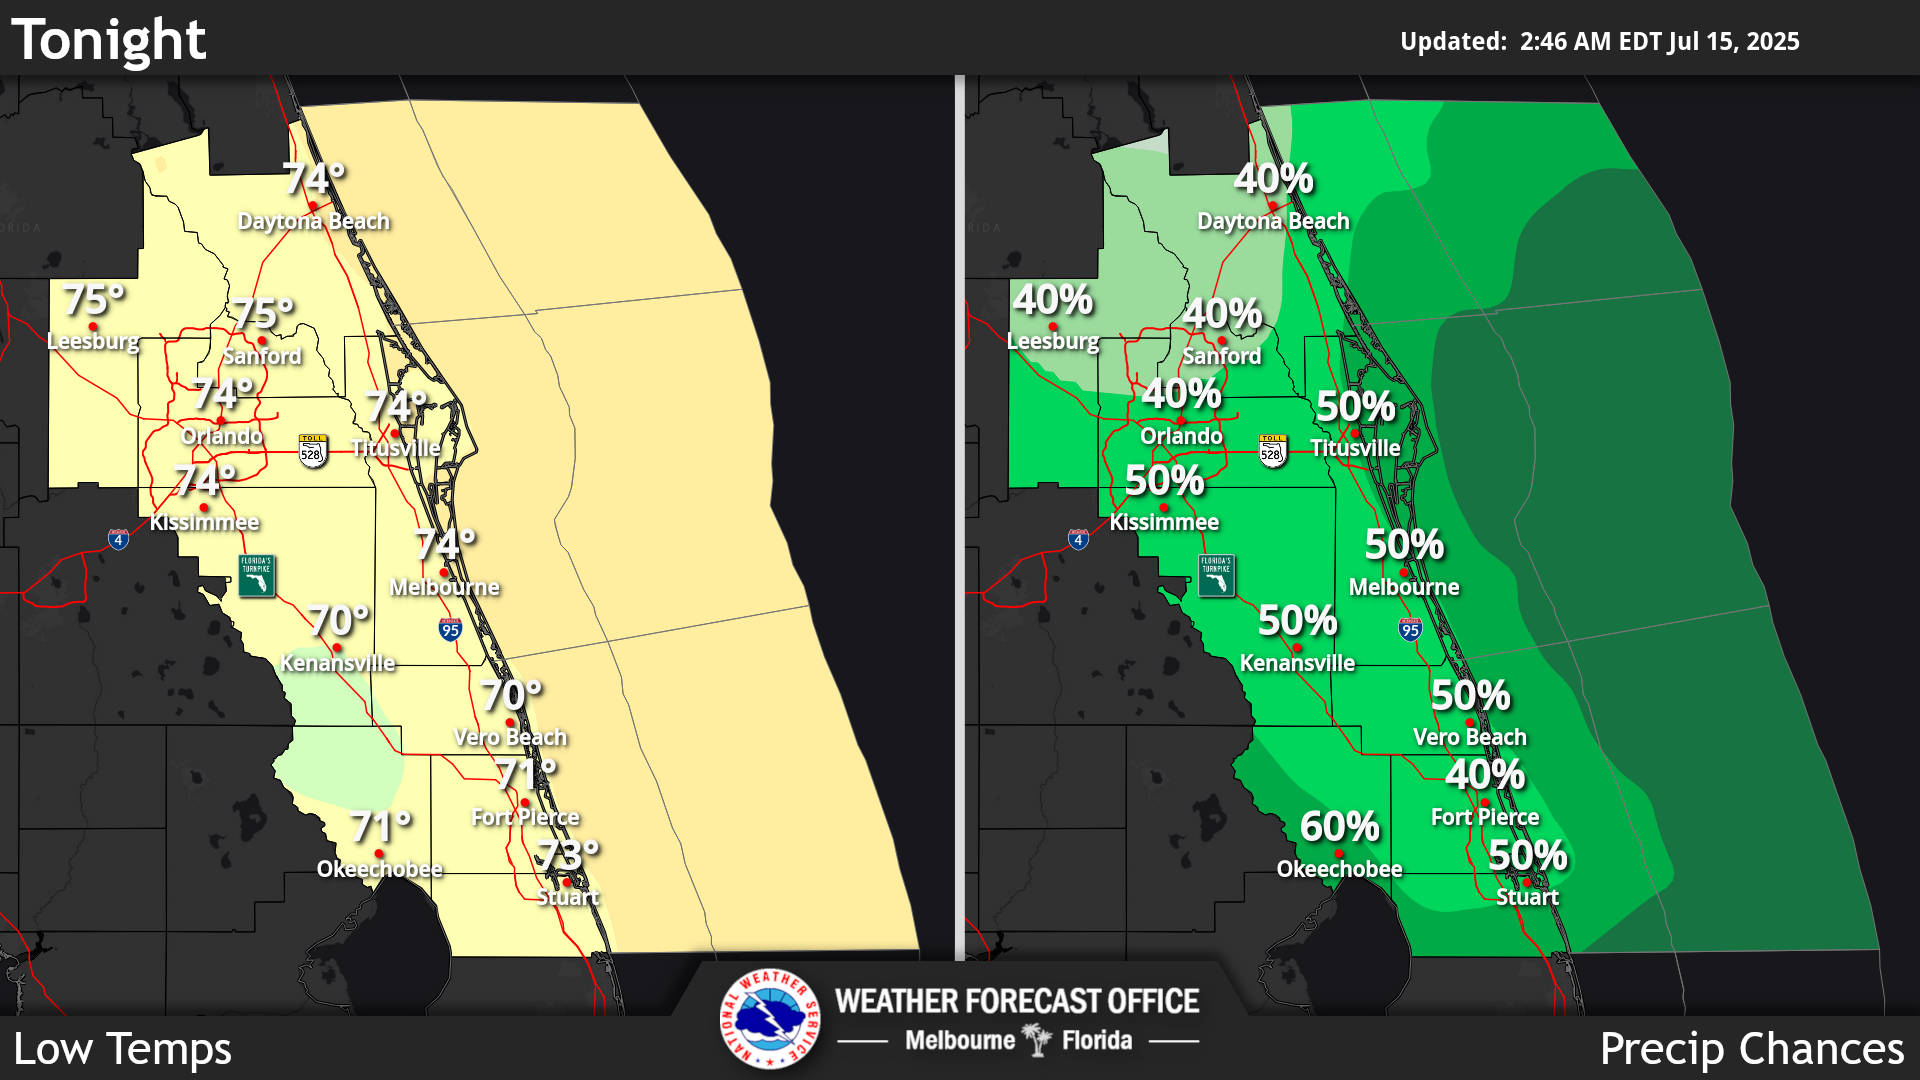 Tonight
Updated:  2:46 AM EDT Jul 15, 2025
74°
Daytona Beach
75°
Leesburg
75°
Sanford
74°
Orlando
74°
Titusville
TOLL
528
74°
Kissimmee
4
FLORIDA'S
TURNPIKE
74°
Melbourne
95
70°
Kenansville
70°
Vero Beach
71°
Fort Pierce
71°
Okeechobee
73°
Stuart
40%
Daytona Beach
40%
Leesburg
40%
Sanford
40%
Orlando
50%
Titusville
TOLL
528
50%
Kissimmee
4
FLORIDA'S
TURNPIKE
50%
Melbourne
95
50%
Kenansville
50%
Vero Beach
40%
Fort Pierce
60%
Okeechobee
50%
Stuart
Low Temps
NATIONAL WEATHER SERVICE
WEATHER FORECAST OFFICE
Melbourne Florida
Precip Chances